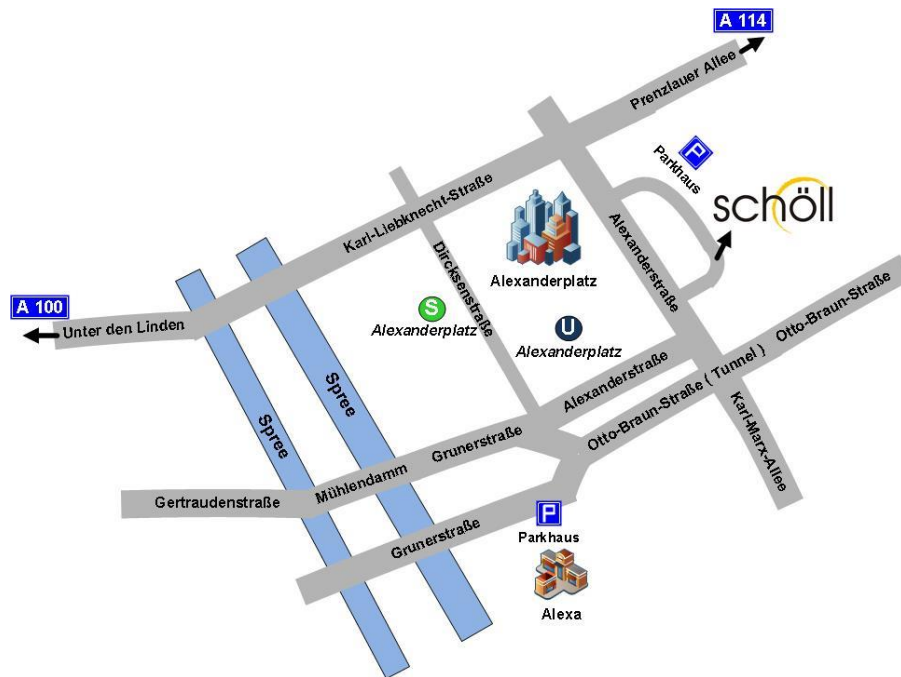 A 114
Prenzlauer Allee
P
Parkhaus
schöll
Karl-Liebknecht-Straße
Alexanderstraße
Dircksenstraße
Alexanderplatz
A 100
Unter den Linden
S
Alexanderplatz
U
Alexanderplatz
Otto-Braun-Straße
Otto-Braun-Straße ( Tunnel )
Alexanderstraße
Karl-Marx-Allee
Spree
Spree
Grunerstraße
Mühlendamm
Gertraudenstraße
Grunerstraße
P
Parkhaus
Alexa